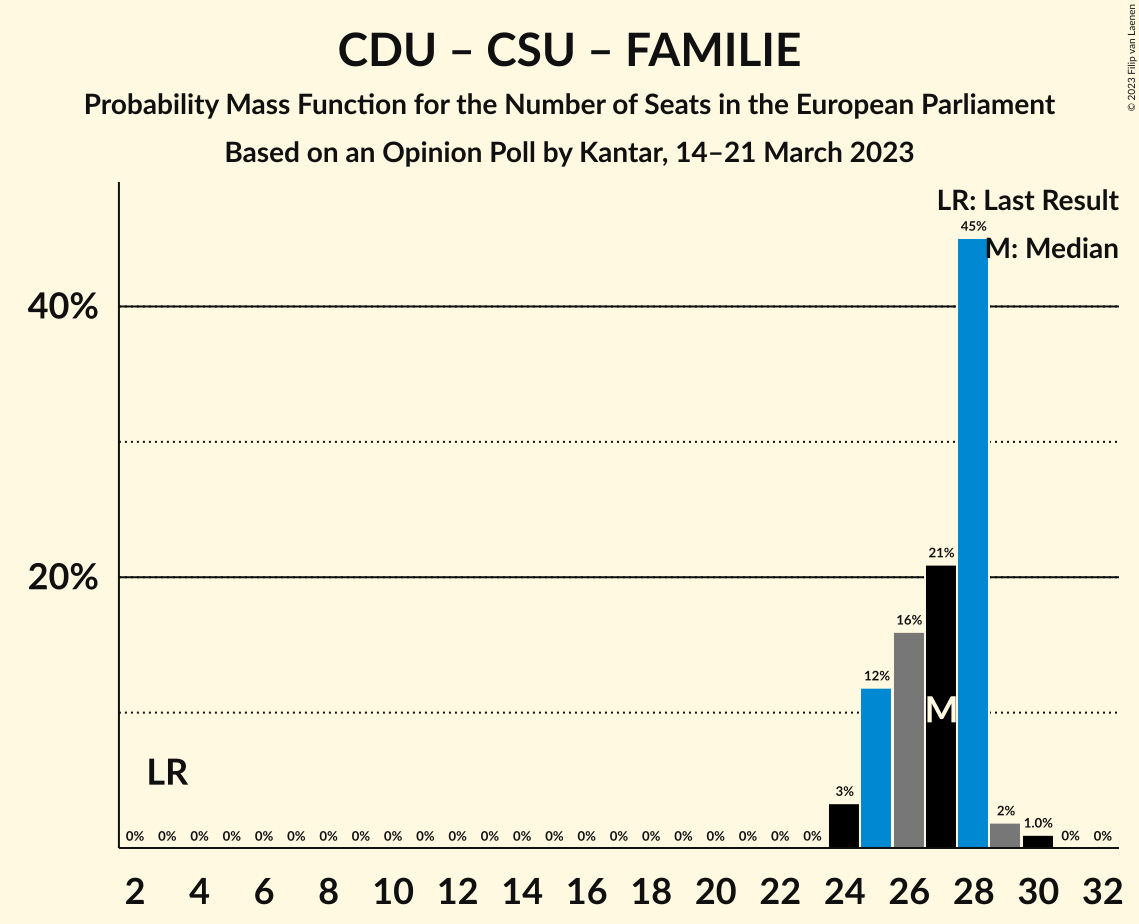 CDU – CSU – FAMILIE
Probability Mass Function for the Number of Seats in the European Parliament
Based on an Opinion Poll by Kantar, 14–21 March 2023
© 2023 Filip van Laenen
LR: Last Result
M: Median
45%
40%
21%
20%
16%
12%
M
LR
3%
2%
1.0%
0% 0% 0% 0% 0% 0% 0% 0% 0% 0% 0% 0% 0% 0% 0% 0% 0% 0% 0% 0% 0% 0% 0% 0%
2 4 6 8 10 12 14 16 18 20 22 24 26 28 30 32